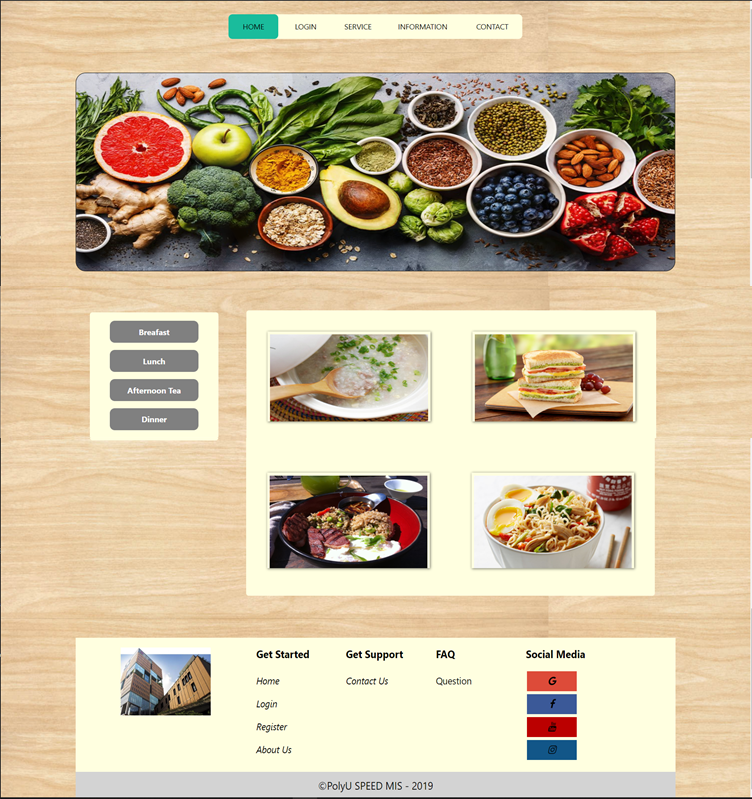 HOME LOGIN SERVICE INFORMATION CONTACT
Breafast
Lunch
Afternoon Tea
Dinner
Get Started
Home
Login
Register
About Us
Get Support
Contact Us
FAQ
Question
Social Media
©PolyU SPEED MIS - 2019